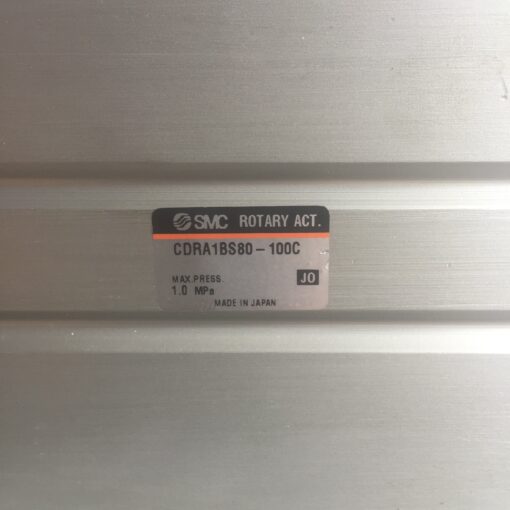 SMC ROTARY ACT.
CDRA1BS80-100C
MAX.PRESS.
1.0 MPa
JO
MADE IN JAPAN